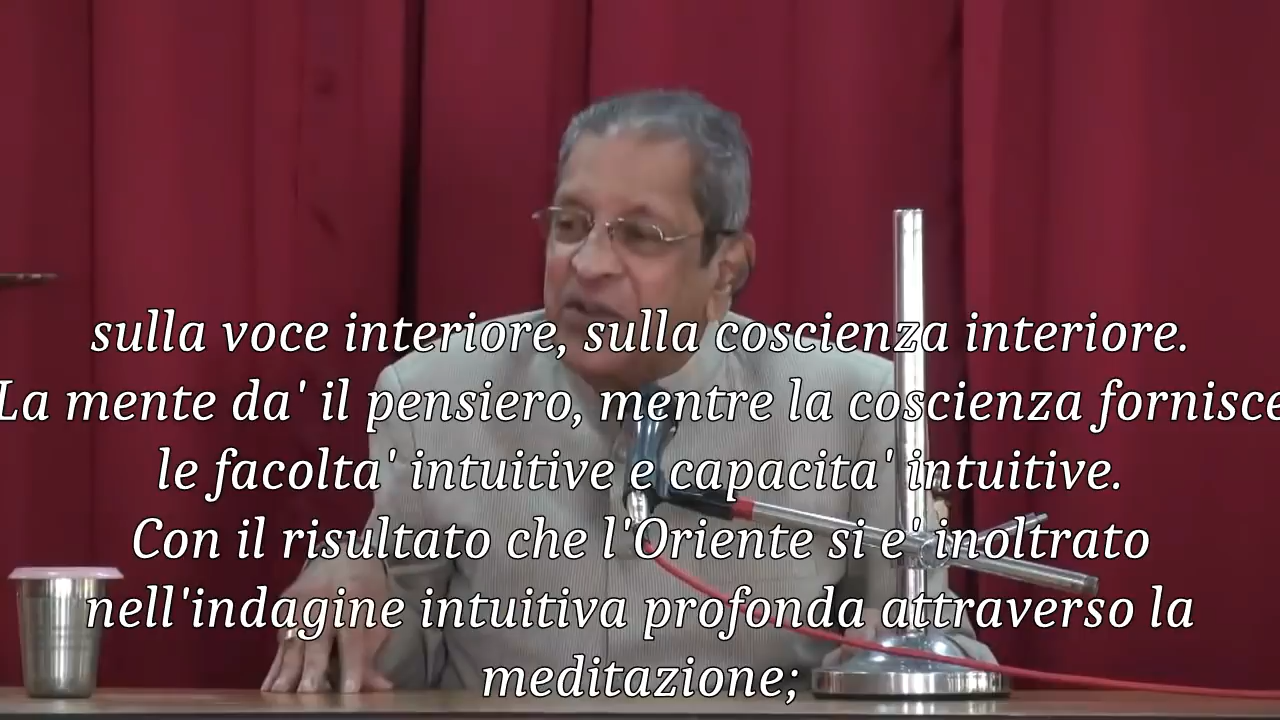 sulla voce interiore, sulla coscienza interiore.
La mente da' il pensiero, mentre la coscienza fornisce
le facolta' intuitive e capacita' intuitive.
Con il risultato che l'Oriente si e' inoltrato
nell'indagine intuitiva profonda attraverso la
meditazione;